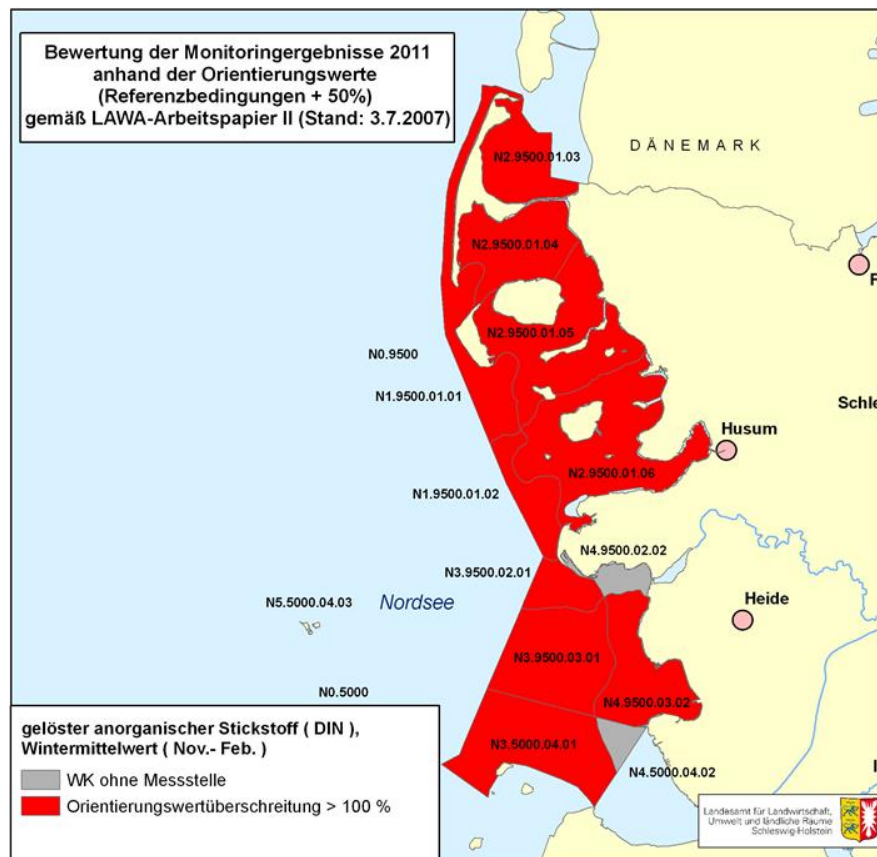 Bewertung der Monitoringergebnisse 2011
anhand der Orientierungswerte
(Referenzbedingungen + 50%)
gemäß LAWA-Arbeitspapier II (Stand: 3.7.2007)
DÄNEMARK
N2.9500.01.03
N2.9500.01.04
F
N2.9500.01.05
N0.9500
N1.9500.01.01
Schle
Husum
N2.9500.01.06
N1.9500.01.02
N4.9500.02.02
N3.9500.02.01
N5.5000.04.03
Nordsee
Heide
N3.9500.03.01
N0.5000
N4.9500.03.02
N3.5000.04.01
N4.5000.04.02
I
gelöster anorganischer Stickstoff ( DIN ),
Wintermittelwert ( Nov.- Feb. )
WK ohne Messstelle
Orientierungswertüberschreitung > 100 %
Landesamt für Landwirtschaft,
Umwelt und ländliche Räume
Schleswig-Holstein